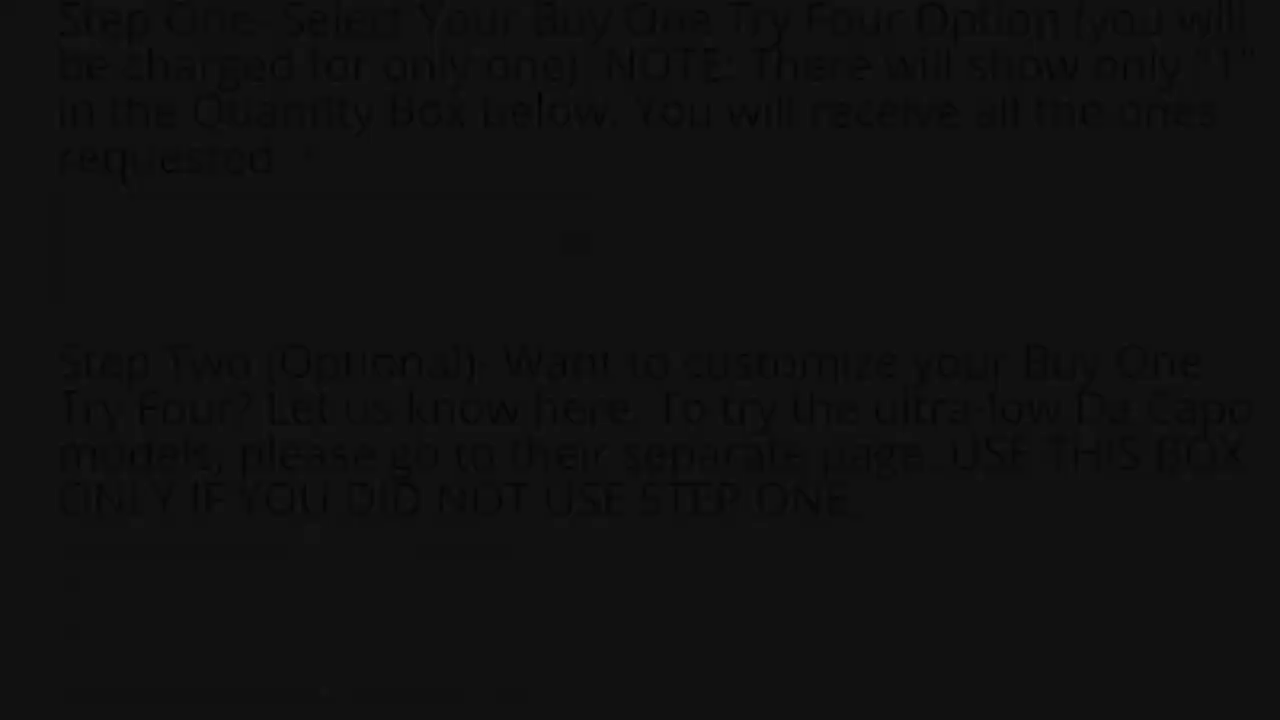 Step One- Select Your Buy One Try Four Option (you will
be charged for only one). NOTE: There will show only "1"
in the Quantity Box below. You will receive all the ones
requested. *
Step Two (Optional)- Want to customize your Buy One
Try Four? Let us know here. To try the ultra-low Da Capo
models, please go to their separate page. USE THIS BOX
ONLY IF YOU DID NOT USE STEP ONE.